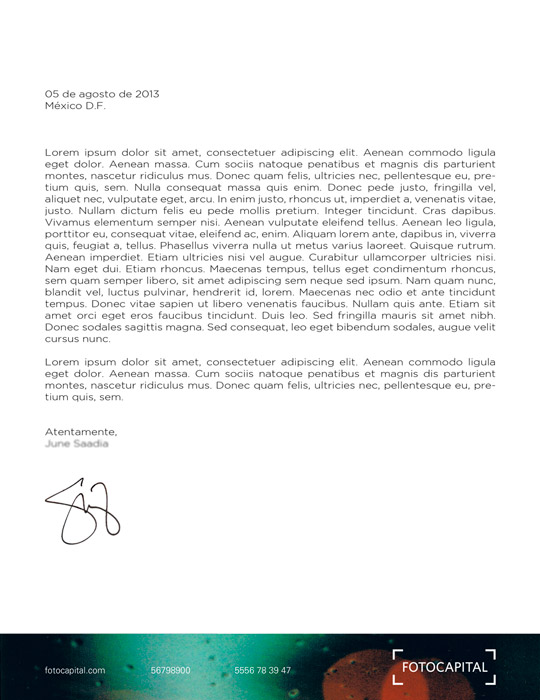 05 de agosto de 2013
México D.F.
Lorem ipsum dolor sit amet, consectetuer adipiscing elit. Aenean commodo ligula
eget dolor. Aenean massa. Cum sociis natoque penatibus et magnis dis parturient
montes, nascetur ridiculus mus. Donec quam felis, ultricies nec, pellentesque eu, pre-
tium quis, sem. Nulla consequat massa quis enim. Donec pede justo, fringilla vel,
aliquet nec, vulputate eget, arcu. In enim justo, rhoncus ut, imperdiet a, venenatis vitae,
justo. Nullam dictum felis eu pede mollis pretium. Integer tincidunt. Cras dapibus.
Vivamus elementum semper nisi. Aenean vulputate eleifend tellus. Aenean leo ligula,
porttitor eu, consequat vitae, eleifend ac, enim. Aliquam lorem ante, dapibus in, viverra
quis, feugiat a, tellus. Phasellus viverra nulla ut metus varius laoreet. Quisque rutrum.
Aenean imperdiet. Etiam ultricies nisi vel augue. Curabitur ullamcorper ultricies nisi.
Nam eget dui. Etiam rhoncus. Maecenas tempus, tellus eget condimentum rhoncus,
sem quam semper libero, sit amet adipiscing sem neque sed ipsum. Nam quam nunc,
blandit vel, luctus pulvinar, hendrerit id, lorem. Maecenas nec odio et ante tincidunt
tempus. Donec vitae sapien ut libero venenatis faucibus. Nullam quis ante. Etiam sit
amet orci eget eros faucibus tincidunt. Duis leo. Sed fringilla mauris sit amet nibh.
Donec sodales sagittis magna. Sed consequat, leo eget bibendum sodales, augue velit
cursus nunc.
Lorem ipsum dolor sit amet, consectetuer adipiscing elit. Aenean commodo ligula
eget dolor. Aenean massa. Cum sociis natoque penatibus et magnis dis parturient
montes, nascetur ridiculus mus. Donec quam felis, ultricies nec, pellentesque eu, pre-
tium quis, sem.
Atentamente,
June Saadia
fotocapital.com 56798900 5556 78 39 47 FOTOCAPITAL